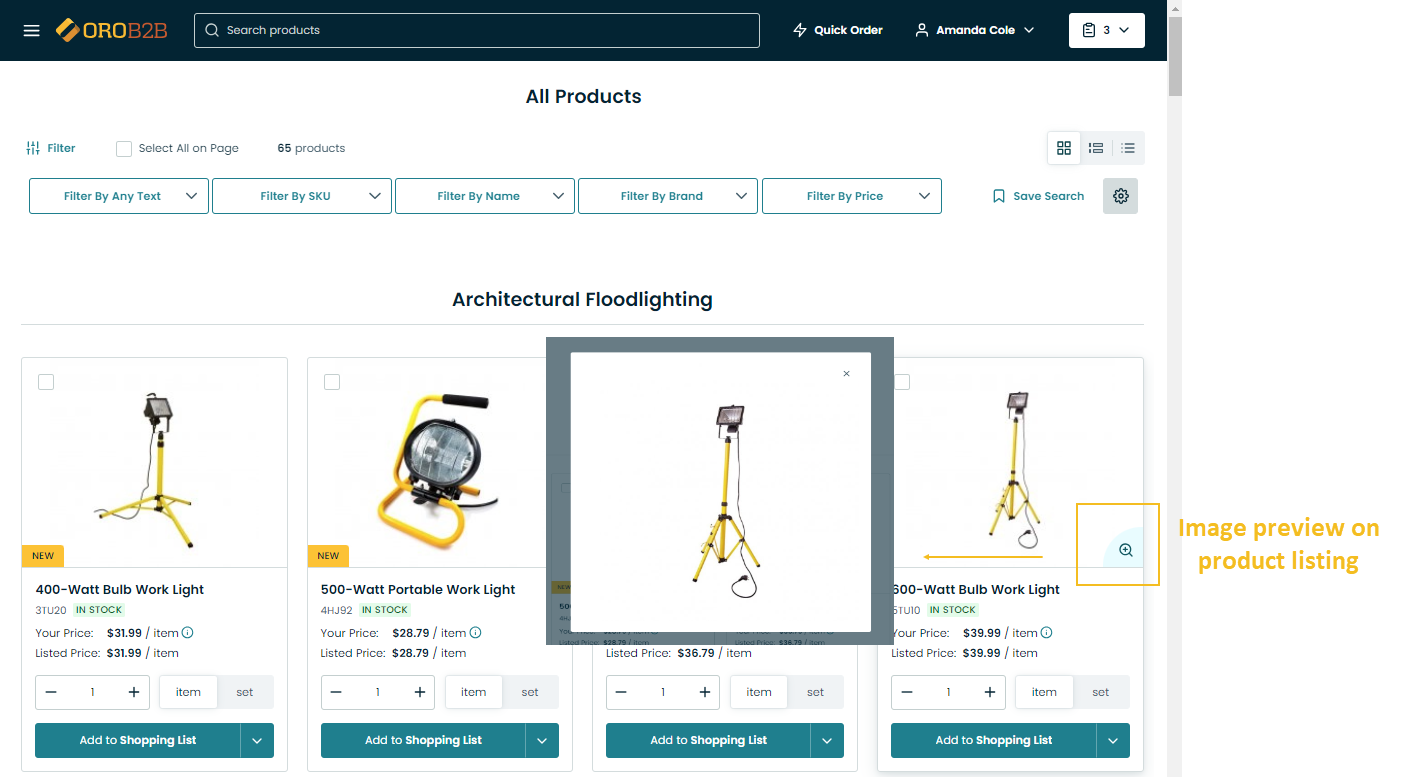 OROB2B
Search products
Quick Order
Amanda Cole
3
All Products
Filter
Select All on Page
65 products
Filter By Any Text
Filter By SKU
Filter By Name
Filter By Brand
Filter By Price
Save Search
Architectural Floodlighting
NEW
400-Watt Bulb Work Light
3TU20 IN STOCK
Your Price: $31.99 / item
Listed Price: $31.99 / item
1
item
set
Add to Shopping List
NEW
500-Watt Portable Work Light
4HJ92 IN STOCK
Your Price: $28.79 / item
Listed Price: $28.79 / item
1
item
set
Add to Shopping List
Listed Price: $36.79 / item
1
item
set
Add to Shopping List
600-Watt Bulb Work Light
5TU10 IN STOCK
Your Price: $39.99 / item
Listed Price: $39.99 / item
1
item
set
Add to Shopping List
Image preview on
product listing